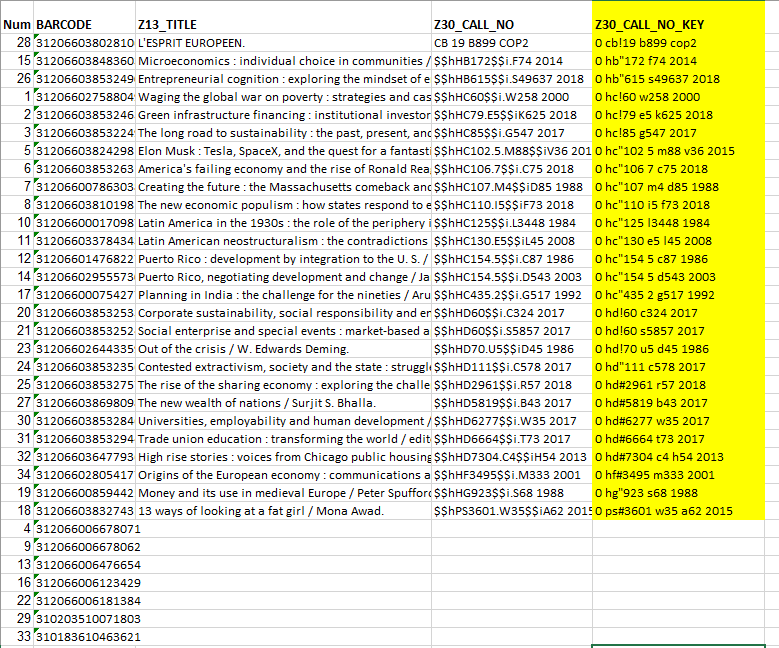 Num BARCODE Z13_TITLE Z30_CALL_NO Z30_CALL_NO_KEY
28 31206603802810 L'ESPRIT EUROPEEN. CB 19 B899 COP2 0 cb!19 b899 cop2
15 31206603848360 Microeconomics : individual choice in communities / $$hHB172$$i.F74 2014 0 hb"172 f74 2014
26 31206603853249 Entrepreneurial cognition : exploring the mindset of e $$hHB615$$i.S49637 2018 0 hb"615 s49637 2018
1 31206602758804 Waging the global war on poverty : strategies and cas $$hHC60$$i.W258 2000 0 hc!60 w258 2000
2 31206603853246 Green infrastructure financing : institutional investor $$hHC79.E5$$iK625 2018 0 hc!79 e5 k625 2018
3 31206603853224 The long road to sustainability : the past, present, and $$hHC85$$i.G547 2017 0 hc!85 g547 2017
5 31206603824298 Elon Musk : Tesla, SpaceX, and the quest for a fantasti $$hHC102.5.M88$$iV36 201 0 hc"102 5 m88 v36 2015
6 31206603853263 America's failing economy and the rise of Ronald Rea $$hHC106.7$$i.C75 2018 0 hc"106 7 c75 2018
7 31206600786303 Creating the future : the Massachusetts comeback and $$hHC107.M4$$iD85 1988 0 hc"107 m4 d85 1988
8 31206603810198 The new economic populism : how states respond to e $$hHC110.I5$$iF73 2018 0 hc"110 i5 f73 2018
10 31206600017098 Latin America in the 1930s : the role of the periphery i $$hHC125$$i.L3448 1984 0 hc"125 l3448 1984
11 31206603378434 Latin American neostructuralism : the contradictions $$hHC130.E5$$iL45 2008 0 hc"130 e5 l45 2008
12 31206601476822 Puerto Rico : development by integration to the U. S. / $$hHC154.5$$i.C87 1986 0 hc"154 5 c87 1986
14 31206602955573 Puerto Rico, negotiating development and change / Ja $$hHC154.5$$i.D543 2003 0 hc"154 5 d543 2003
17 31206600075427 Planning in India : the challenge for the nineties / Aru $$hHC435.2$$i.G517 1992 0 hc"435 2 g517 1992
20 31206603853253 Corporate sustainability, social responsibility and en $$hHD60$$i.C324 2017 0 hd!60 c324 2017
21 31206603853252 Social enterprise and special events : market-based a $$hHD60$$i.S5857 2017 0 hd!60 s5857 2017
23 31206602644335 Out of the crisis / W. Edwards Deming. $$hHD70.U5$$iD45 1986 0 hd!70 u5 d45 1986
24 31206603853235 Contested extractivism, society and the state : struggl $$hHD111$$i.C578 2017 0 hd"111 c578 2017
25 31206603853275 The rise of the sharing economy : exploring the challe $$hHD2961$$i.R57 2018 0 hd#2961 r57 2018
27 31206603869809 The new wealth of nations / Surjit S. Bhalla. $$hHD5819$$i.B43 2017 0 hd#5819 b43 2017
30 31206603853284 Universities, employability and human development / $$hHD6277$$i.W35 2017 0 hd#6277 w35 2017
31 31206603853294 Trade union education : transforming the world / edit $$hHD6664$$i.T73 2017 0 hd#6664 t73 2017
32 31206603647793 High rise stories : voices from Chicago public housing $$hHD7304.C4$$iH54 2013 0 hd#7304 c4 h54 2013
34 31206602805417 Origins of the European economy : communications a $$hHF3495$$i.M333 2001 0 hf#3495 m333 2001
19 31206600859442 Money and its use in medieval Europe / Peter Spufford $$hHG923$$i.S68 1988 0 hg"923 s68 1988
18 31206603832743 13 ways of looking at a fat girl / Mona Awad. $$hPS3601.W35$$iA62 2015 0 ps#3601 w35 a62 2015
4 312066006678071
9 312066006678062
13 312066006476654
16 312066006123429
22 312066006181384
29 310203510071803
33 310183610463621